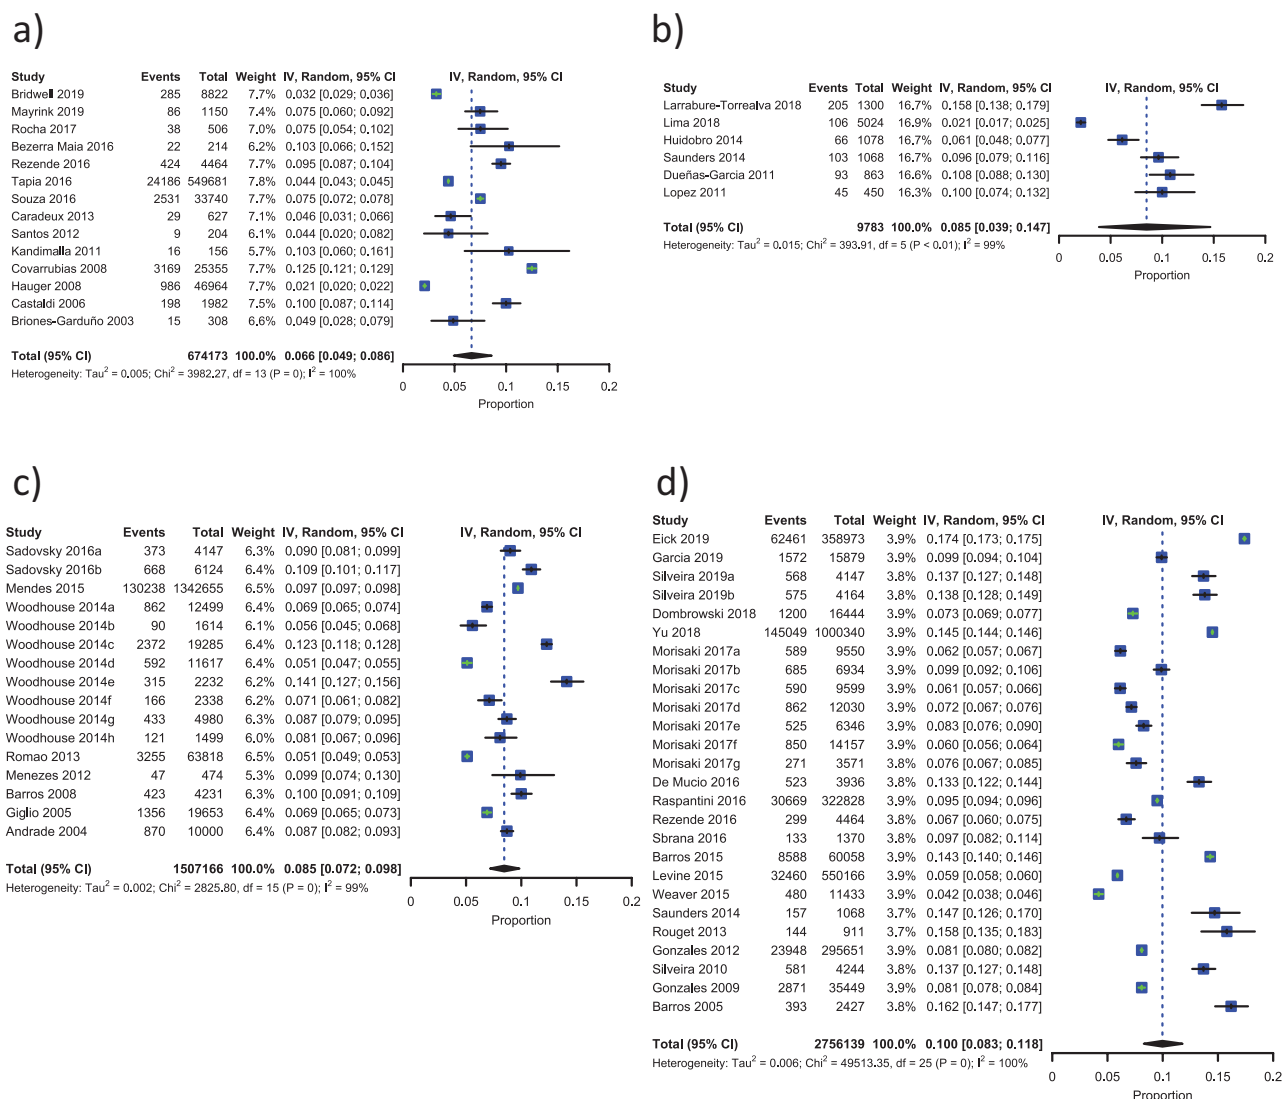 a)
Study Events Total Weight IV, Random, 95% CI IV, Random, 95% CI
Bridwell 2019 285 8822 7.7% 0.032 [0.029; 0.036]
Mayrink 2019 86 1150 7.4% 0.075 [0.060; 0.092]
Rocha 2017 38 506 7.0% 0.075 [0.054; 0.102]
Bezerra Maia 2016 22 214 6.1% 0.103 [0.066; 0.152]
Rezende 2016 424 4464 7.6% 0.095 [0.087; 0.104]
Tapia 2016 24186 549681 7.8% 0.044 [0.043; 0.045]
Souza 2016 2531 33740 7.7% 0.075 [0.072; 0.078]
Caradeux 2013 29 627 7.1% 0.046 [0.031; 0.066]
Santos 2012 9 204 6.1% 0.044 [0.020; 0.082]
Kandimalla 2011 16 156 5.7% 0.103 [0.060; 0.161]
Covarrubias 2008 3169 25355 7.7% 0.125 [0.121; 0.129]
Hauger 2008 986 46964 7.7% 0.021 [0.020; 0.022]
Castaldi 2006 198 1982 7.5% 0.100 [0.087; 0.114]
Briones-Garduño 2003 15 308 6.6% 0.049 [0.028; 0.079]
Total (95% CI) 674173 100.0% 0.066 [0.049; 0.086]
Heterogeneity: Tau² = 0.005; Chi² = 3982.27, df = 13 (P = 0); I² = 100%
0 0.05 0.1 0.15 0.2
Proportion
b)
Study Events Total Weight IV, Random, 95% CI IV, Random, 95% CI
Larrabure-Torrealva 2018 205 1300 16.7% 0.158 [0.138; 0.179]
Lima 2018 106 5024 16.9% 0.021 [0.017; 0.025]
Huidobro 2014 66 1078 16.7% 0.061 [0.048; 0.077]
Saunders 2014 103 1068 16.7% 0.096 [0.079; 0.116]
Dueñas-Garcia 2011 93 863 16.7% 0.108 [0.088; 0.130]
Lopez 2011 45 450 16.3% 0.100 [0.074; 0.132]
Total (95% CI) 9783 100.0% 0.085 [0.039; 0.147]
Heterogeneity: Tau² = 0.015; Chi² = 393.91, df = 5 (P < 0.01); I² = 99%
0 0.05 0.1 0.15 0.2
Proportion
c)
Study Events Total Weight IV, Random, 95% CI IV, Random, 95% CI
Sadovsky 2016a 373 4147 6.3% 0.090 [0.081; 0.099]
Sadovsky 2016b 668 6124 6.3% 0.109 [0.101; 0.117]
Mendes 2015 130238 1342655 6.5% 0.097 [0.097; 0.098]
Woodhouse 2014a 862 12499 6.4% 0.069 [0.065; 0.074]
Woodhouse 2014b 90 1614 6.1% 0.056 [0.045; 0.068]
Woodhouse 2014c 2372 19285 6.4% 0.123 [0.118; 0.128]
Woodhouse 2014d 592 11617 6.4% 0.051 [0.047; 0.055]
Woodhouse 2014e 315 2232 6.2% 0.141 [0.127; 0.156]
Woodhouse 2014f 166 2338 6.2% 0.071 [0.061; 0.082]
Woodhouse 2014g 433 4980 6.3% 0.087 [0.079; 0.095]
Woodhouse 2014h 121 1499 6.0% 0.081 [0.067; 0.096]
Romao 2013 3255 63818 6.5% 0.051 [0.049; 0.053]
Menezes 2012 47 474 5.3% 0.099 [0.074; 0.130]
Barros 2008 423 4231 6.3% 0.100 [0.091; 0.109]
Giglio 2005 1356 19653 6.4% 0.069 [0.065; 0.073]
Andrade 2004 870 10000 6.4% 0.087 [0.082; 0.093]
Total (95% CI) 1507166 100.0% 0.085 [0.072; 0.098]
Heterogeneity: Tau² = 0.002; Chi² = 2825.80, df = 15 (P = 0); I² = 99%
0 0.05 0.1 0.15 0.2
Proportion
d)
Study Events Total Weight IV, Random, 95% CI IV, Random, 95% CI
Eick 2019 62461 358973 3.9% 0.174 [0.173; 0.175]
Garcia 2019 1572 15879 3.9% 0.099 [0.094; 0.104]
Silveira 2019a 568 4147 3.8% 0.137 [0.127; 0.148]
Silveira 2019b 575 4164 3.8% 0.138 [0.128; 0.149]
Dombrowski 2018 1200 16444 3.9% 0.073 [0.069; 0.077]
Yu 2018 145049 1000340 3.9% 0.145 [0.144; 0.146]
Morisaki 2017a 589 9550 3.9% 0.062 [0.057; 0.067]
Morisaki 2017b 685 6934 3.9% 0.099 [0.092; 0.106]
Morisaki 2017c 590 9599 3.9% 0.061 [0.057; 0.066]
Morisaki 2017d 862 12030 3.9% 0.072 [0.067; 0.076]
Morisaki 2017e 525 6346 3.9% 0.083 [0.076; 0.090]
Morisaki 2017f 850 14157 3.9% 0.060 [0.056; 0.064]
Morisaki 2017g 271 3571 3.8% 0.076 [0.067; 0.085]
De Mucio 2016 523 3936 3.8% 0.133 [0.122; 0.144]
Raspantini 2016 30669 322828 3.9% 0.095 [0.094; 0.096]
Rezende 2016 299 4464 3.8% 0.067 [0.060; 0.075]
Sbrana 2016 133 1370 3.8% 0.097 [0.082; 0.114]
Barros 2015 8588 60058 3.9% 0.143 [0.140; 0.146]
Levine 2015 32460 550166 3.9% 0.059 [0.058; 0.060]
Weaver 2015 480 11433 3.9% 0.042 [0.038; 0.046]
Saunders 2014 157 1068 3.7% 0.147 [0.126; 0.170]
Rouget 2013 144 911 3.7% 0.158 [0.135; 0.183]
Gonzales 2012 23948 295651 3.9% 0.081 [0.080; 0.082]
Silveira 2010 581 4244 3.8% 0.137 [0.127; 0.148]
Gonzales 2009 2871 35449 3.9% 0.081 [0.078; 0.084]
Barros 2005 393 2427 3.8% 0.162 [0.147; 0.177]
Total (95% CI) 2756139 100.0% 0.100 [0.083; 0.118]
Heterogeneity: Tau² = 0.006; Chi² = 49513.35, df = 25 (P = 0); I² = 100%
0 0.05 0.1 0.15 0.2
Proportion